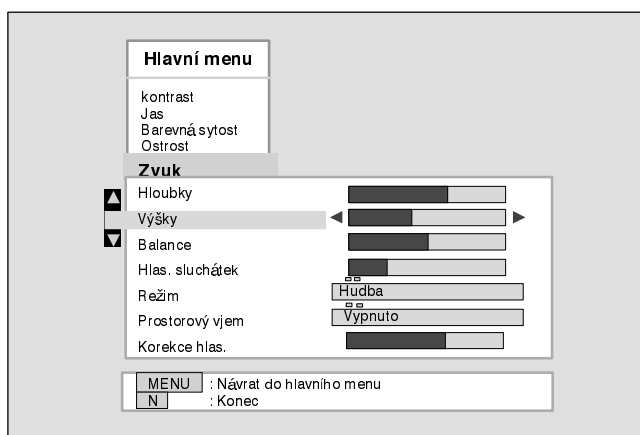 Hlavní menu
kontrast
Jas
Barevná sytost
Ostrost
Zvuk
Hloubky
Výšky
Balance
Hlas. sluchátek
Režim
Hudba
Prostorový vjem
Vypnuto
Korekce hlas.
MENU : Návrat do hlavního menu
N : Konec